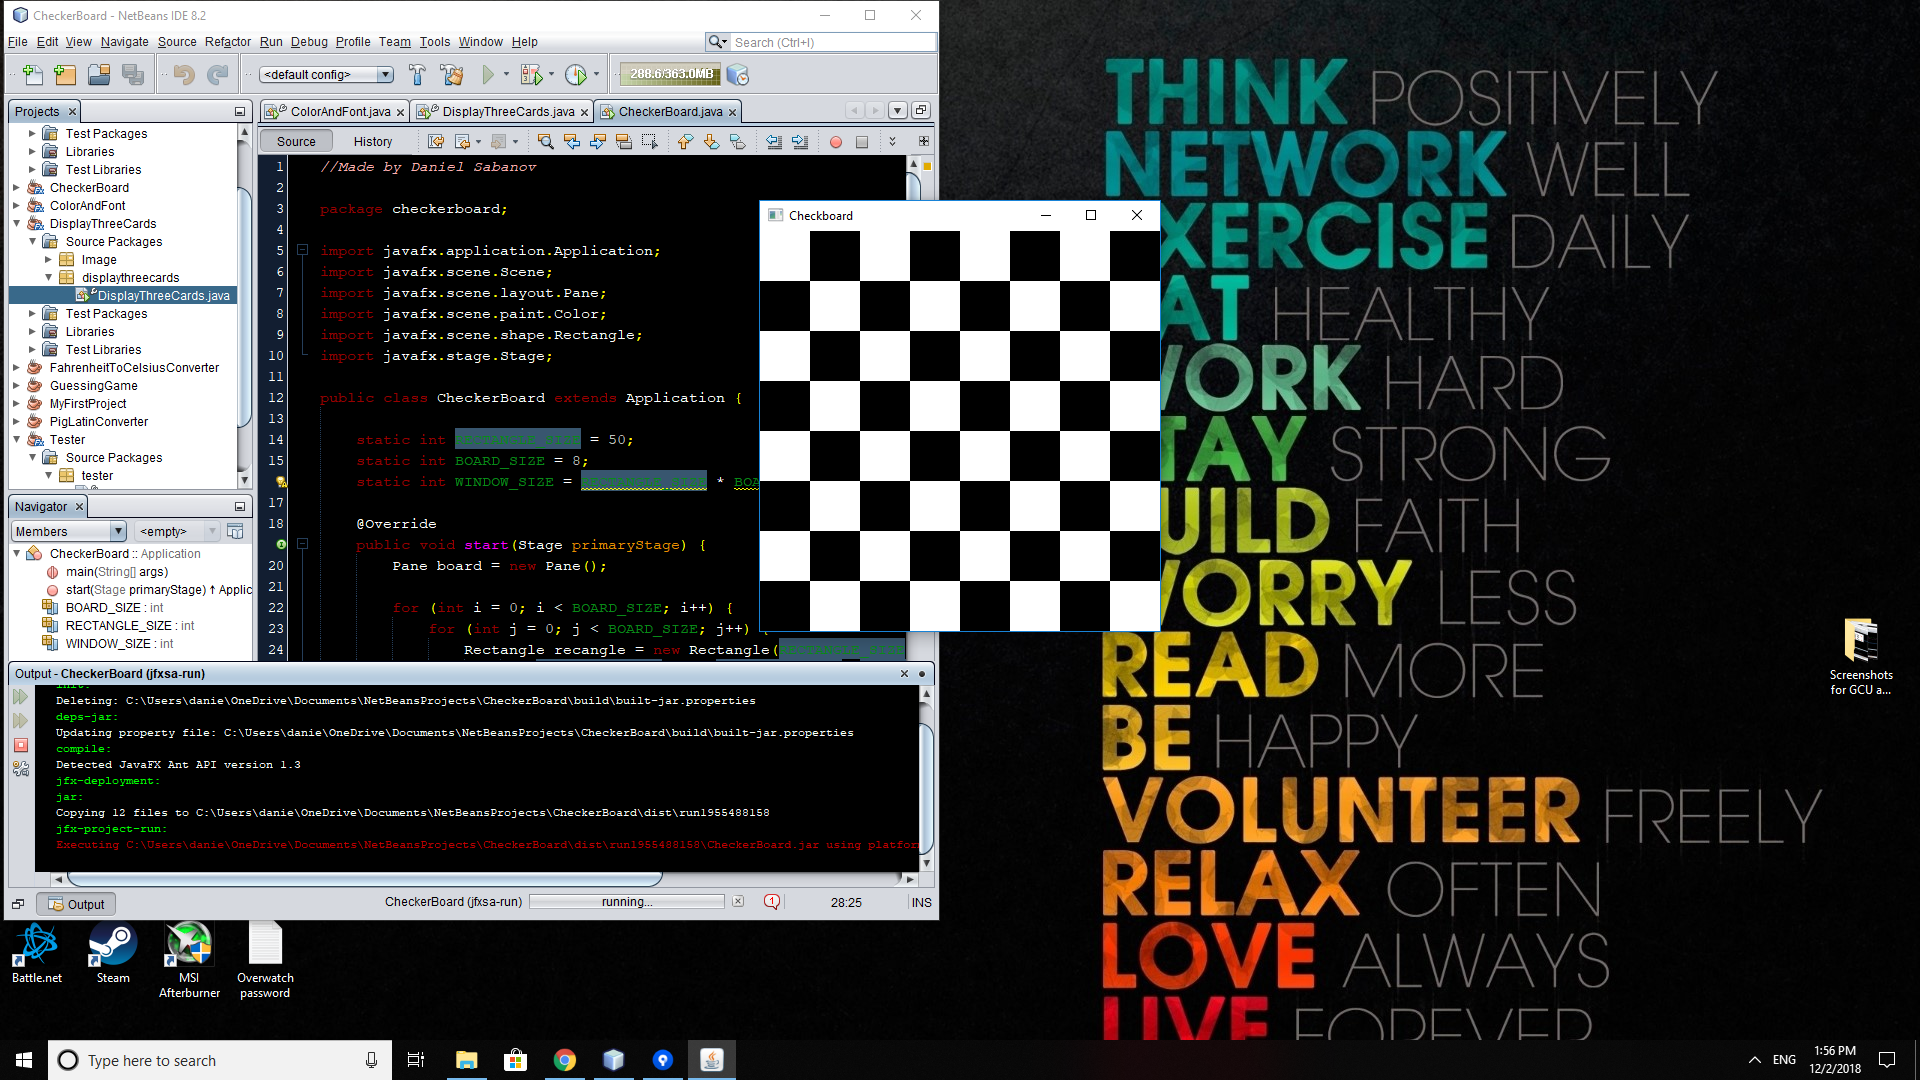 CheckerBoard - NetBeans IDE 8.2
File Edit View Navigate Source Refactor Run Debug Profile Team Tools Window Help
Search (Ctrl+I)
<default config>
288.6/363.0MB
Projects
Test Packages
Libraries
Test Libraries
CheckerBoard
ColorAndFont
DisplayThreeCards
Source Packages
Image
displaythreecards
DisplayThreeCards.java
Test Packages
Libraries
Test Libraries
FahrenheitToCelsiusConverter
GuessingGame
MyFirstProject
PigLatinConverter
Tester
Source Packages
tester
Navigator
Members
<empty>
CheckerBoard :: Application
main(String[] args)
start(Stage primaryStage) ↑ Applic
BOARD_SIZE : int
RECTANGLE_SIZE : int
WINDOW_SIZE : int
ColorAndFont.java DisplayThreeCards.java CheckerBoard.java
Source History
1 //Made by Daniel Sabanov
2
3 package checkerboard;
4
5 import javafx.application.Application;
6 import javafx.scene.Scene;
7 import javafx.scene.layout.Pane;
8 import javafx.scene.paint.Color;
9 import javafx.scene.shape.Rectangle;
10 import javafx.stage.Stage;
11
12 public class CheckerBoard extends Application {
13
14 static int RECTANGLE_SIZE = 50;
15 static int BOARD_SIZE = 8;
static int WINDOW_SIZE = RECTANGLE_SIZE * BOA
17
18 @Override
public void start(Stage primaryStage) {
20 Pane board = new Pane();
21
22 for (int i = 0; i < BOARD_SIZE; i++) {
23 for (int j = 0; j < BOARD_SIZE; j++) {
24 Rectangle recangle = new Rectangle(RECTANGLE_SIZE
Checkboard
Output - CheckerBoard (jfxsa-run)
init:
Deleting: C:\Users\danie\OneDrive\Documents\NetBeansProjects\CheckerBoard\build\built-jar.properties
deps-jar:
Updating property file: C:\Users\danie\OneDrive\Documents\NetBeansProjects\CheckerBoard\build\built-jar.properties
compile:
Detected JavaFX Ant API version 1.3
jfx-deployment:
jar:
Copying 12 files to C:\Users\danie\OneDrive\Documents\NetBeansProjects\CheckerBoard\dist\run1955488158
jfx-project-run:
Executing C:\Users\danie\OneDrive\Documents\NetBeansProjects\CheckerBoard\dist\run1955488158\CheckerBoard.jar using platfor
Output
CheckerBoard (jfxsa-run) running... 1 28:25 INS
THINK POSITIVELY
NETWORK WELL
EXERCISE DAILY
AT HEALTHY
WORK HARD
TAY STRONG
UILD FAITH
WORRY LESS
READ MORE
BE HAPPY
VOLUNTEER FREELY
RELAX OFTEN
LOVE ALWAYS
LIVE FOREVER
Screenshots
for GCU a...
Battle.net
Steam
MSI
Afterburner
Overwatch
password
Type here to search
ENG
1:56 PM
12/2/2018